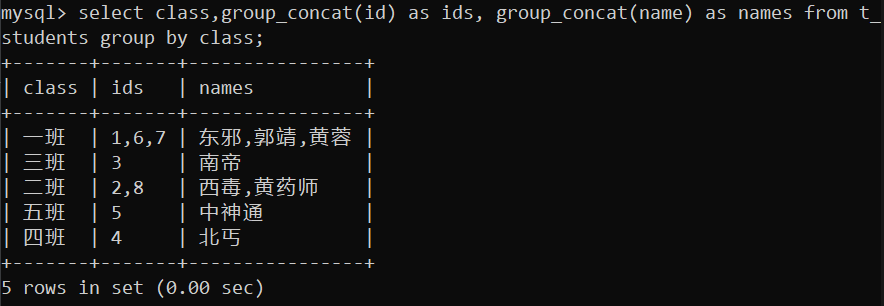 mysql> select class,group_concat(id) as ids, group_concat(name) as names from t_
students group by class;
+-------+-------+----------------+
| class | ids   | names          |
+-------+-------+----------------+
| 一班  | 1,6,7 | 东邪,郭靖,黄蓉 |
| 三班  | 3     | 南帝           |
| 二班  | 2,8   | 西毒,黄药师    |
| 五班  | 5     | 中神通         |
| 四班  | 4     | 北丐           |
+-------+-------+----------------+
5 rows in set (0.00 sec)